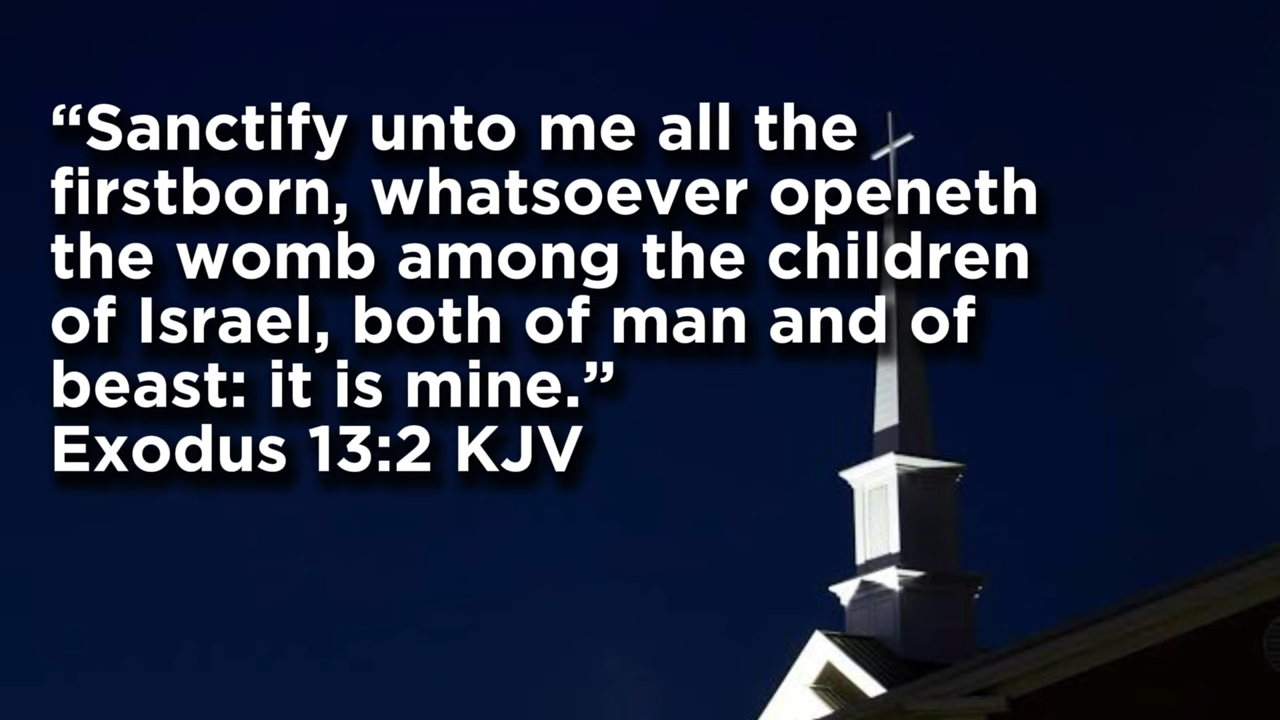 “Sanctify unto me all the
firstborn, whatsoever openeth
the womb among the children
of Israel, both of man and of
beast: it is mine.”
Exodus 13:2 KJV